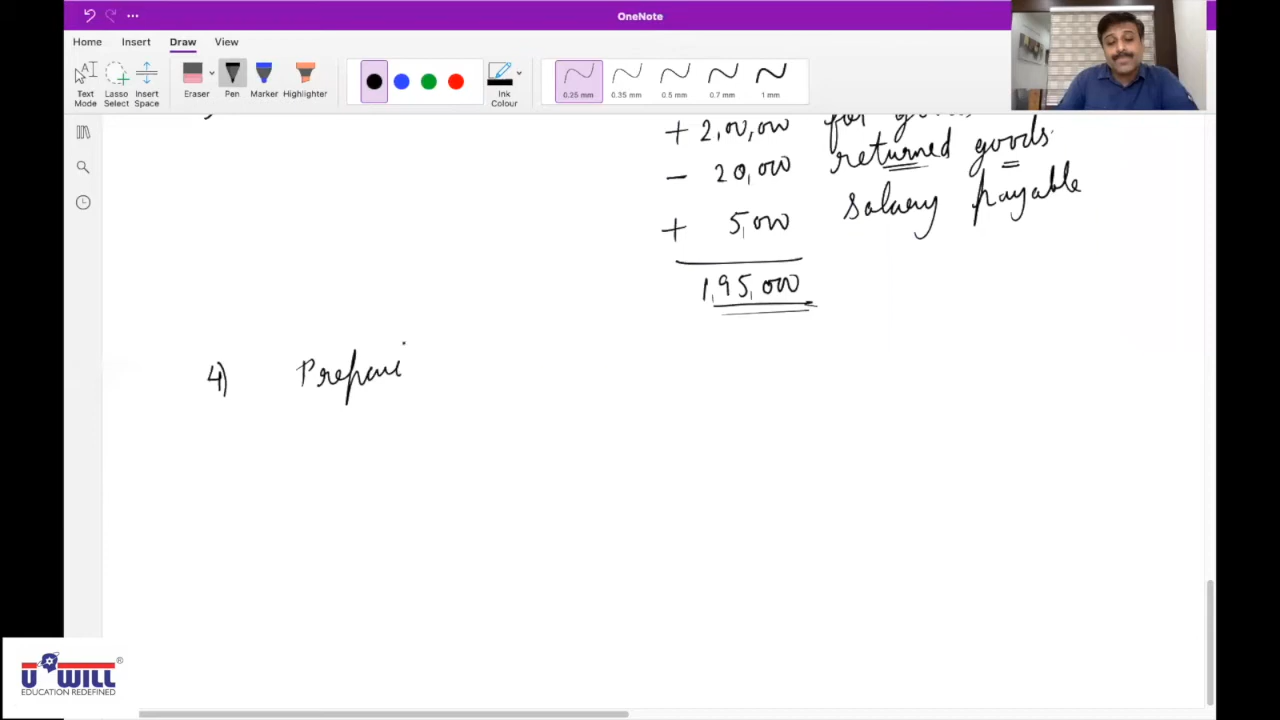 OneNote
Home Insert Draw View
Text Mode
Lasso Select
Insert Space
Eraser
Pen
Marker
Highlighter
Ink Colour
0.25 mm
0.35 mm
0.5 mm
0.7 mm
1 mm
+ 2,00,000 for
- 20,000 returned goods.
+ 5,000 salary payable
1,95,000
4) Prepari
U WILL ®
EDUCATION REDEFINED